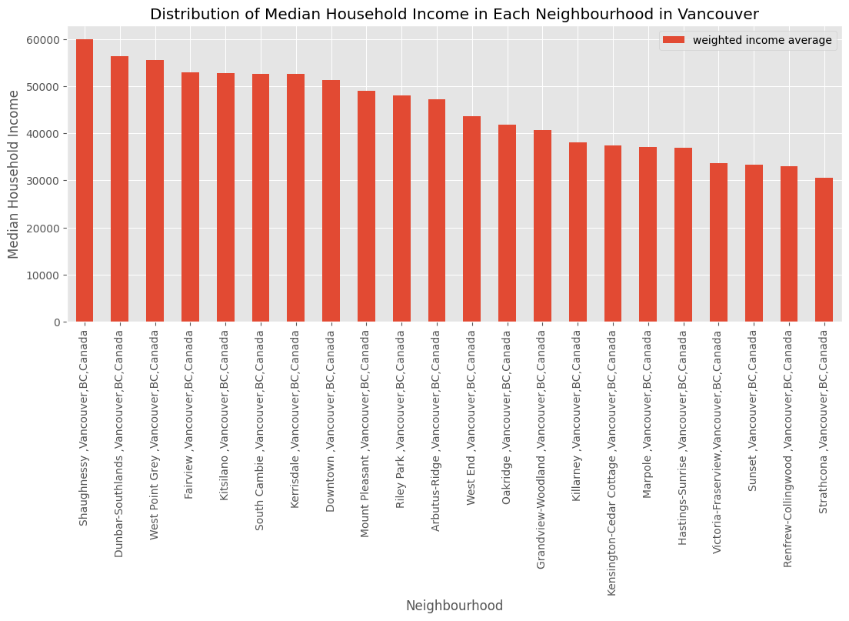 Distribution of Median Household Income in Each Neighbourhood in Vancouver
weighted income average
Median Household Income
60000
50000
40000
30000
20000
10000
0
Shaughnessy ,Vancouver,BC,Canada
Dunbar-Southlands ,Vancouver,BC,Canada
West Point Grey ,Vancouver,BC,Canada
Fairview ,Vancouver,BC,Canada
Kitsilano ,Vancouver,BC,Canada
South Cambie ,Vancouver,BC,Canada
Kerrisdale ,Vancouver,BC,Canada
Downtown ,Vancouver,BC,Canada
Mount Pleasant ,Vancouver,BC,Canada
Riley Park ,Vancouver,BC,Canada
Arbutus-Ridge ,Vancouver,BC,Canada
West End ,Vancouver,BC,Canada
Oakridge ,Vancouver,BC,Canada
Grandview-Woodland ,Vancouver,BC,Canada
Killarney ,Vancouver,BC,Canada
Kensington-Cedar Cottage ,Vancouver,BC,Canada
Marpole ,Vancouver,BC,Canada
Hastings-Sunrise ,Vancouver,BC,Canada
Victoria-Fraserview,Vancouver,BC,Canada
Sunset ,Vancouver,BC,Canada
Renfrew-Collingwood ,Vancouver,BC,Canada
Strathcona ,Vancouver,BC,Canada
Neighbourhood